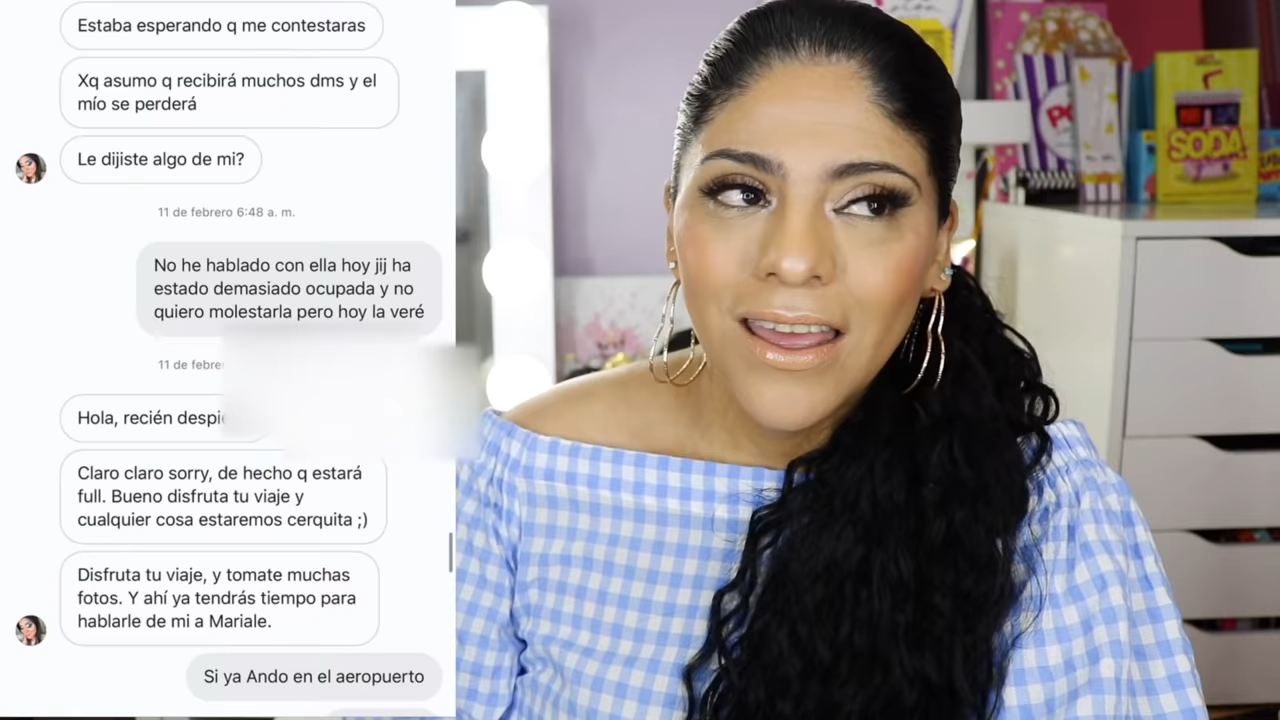 Estaba esperando q me contestaras
Xq asumo q recibirá muchos dms y el
mío se perderá
Le dijiste algo de mi?
11 de febrero 6:48 a. m.
No he hablado con ella hoy jij ha
estado demasiado ocupada y no
quiero molestarla pero hoy la veré
11 de
Hola, recién
Claro claro sorry, de hecho q estará
full. Bueno disfruta tu viaje y
cualquier cosa estaremos cerquita ;)
Disfruta tu viaje, y tomate muchas
fotos. Y ahí ya tendrás tiempo para
hablarle de mi a Mariale.
Si ya Ando en el aeropuerto
SODA